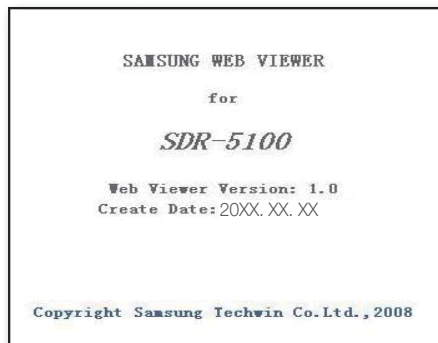 SAMSUNG WEB VIEWER
for
SDR-5100
Web Viewer Version: 1.0
Create Date: 20XX. XX. XX
Copyright Samsung Techwin Co.Ltd.,2008